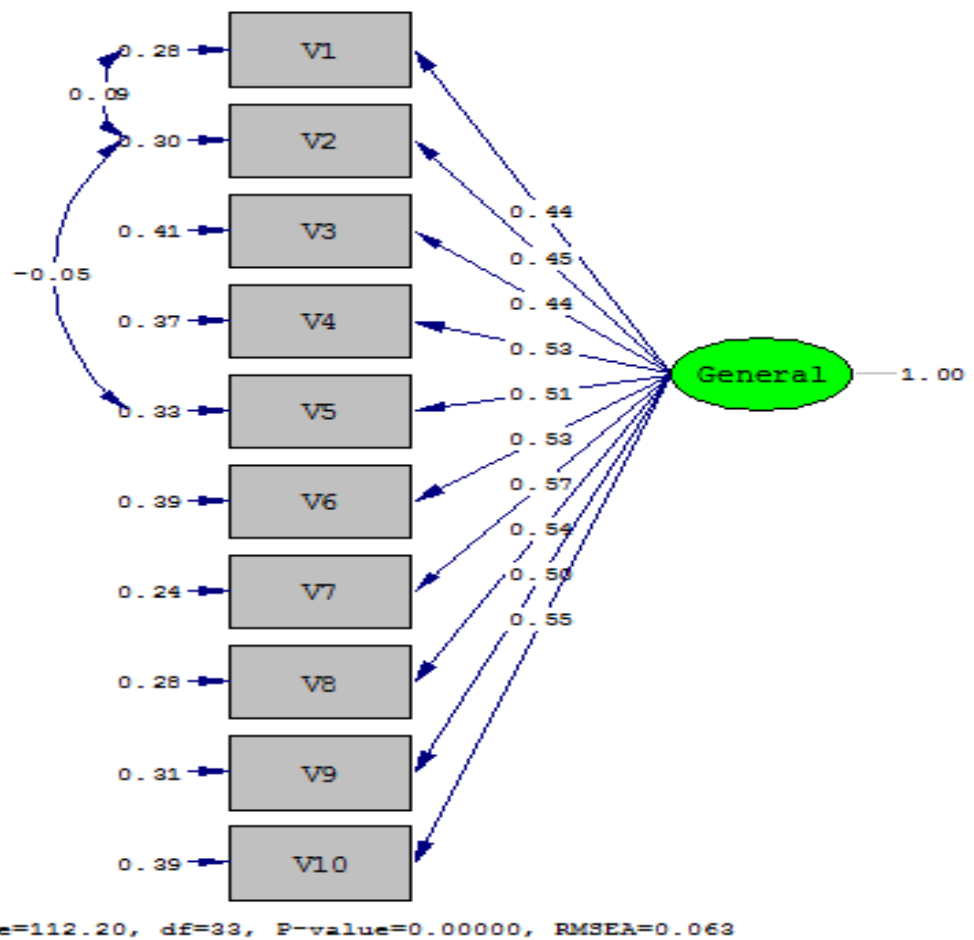 0.28 V1
0.09
0.30 V2
0.44
0.41 V3
0.45
-0.05
0.44
0.37 V4
0.53
General 1.00
0.33 V5
0.51
0.53
0.39 V6
0.57
0.54
0.24 V7
0.50
0.55
0.28 V8
0.31 V9
0.39 V10
e=112.20, df=33, P-value=0.00000, RMSEA=0.063